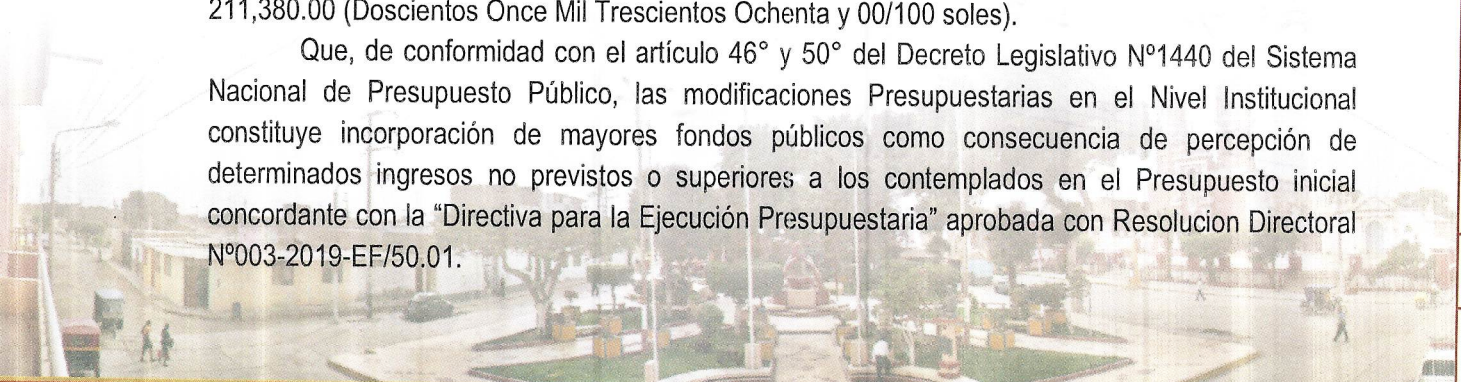 211,380.00 (Doscientos Once Mil Trescientos Ochenta y 00/100 soles).
Que, de conformidad con el artículo 46° y 50° del Decreto Legislativo Nº1440 del Sistema
Nacional de Presupuesto Público, las modificaciones Presupuestarias en el Nivel Institucional
constituye incorporación de mayores fondos públicos como consecuencia de percepción de
determinados ingresos no previstos o superiores a los contemplados en el Presupuesto inicial
concordante con la “Directiva para la Ejecución Presupuestaria” aprobada con Resolucion Directoral
Nº003-2019-EF/50.01.